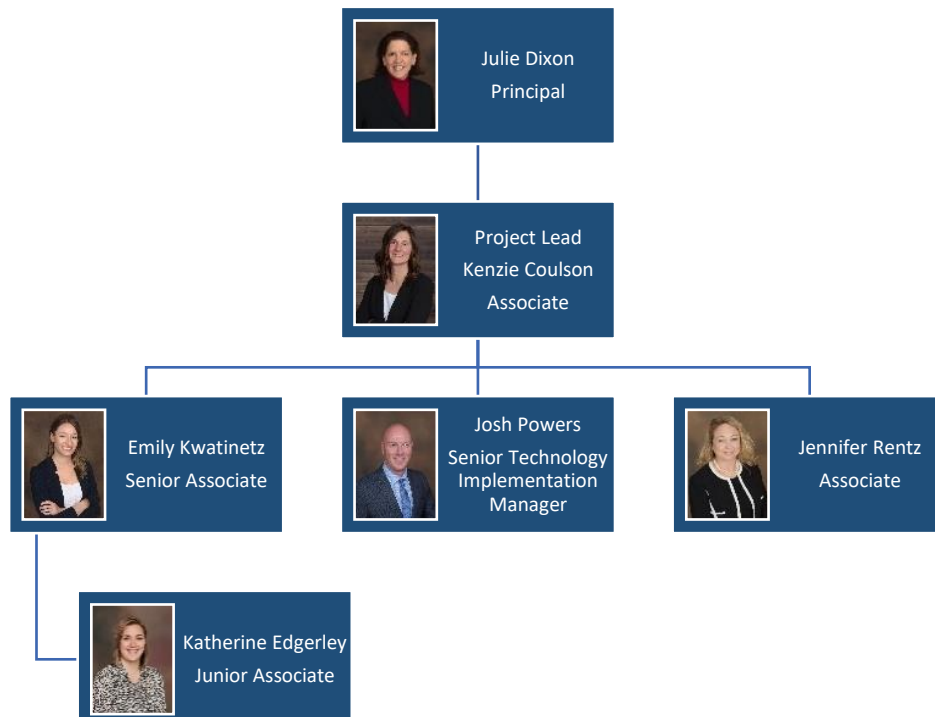 Julie Dixon
Principal
Project Lead
Kenzie Coulson
Associate
Emily Kwatinetz
Senior Associate
Josh Powers
Senior Technology
Implementation
Manager
Jennifer Rentz
Associate
Katherine Edgerley
Junior Associate